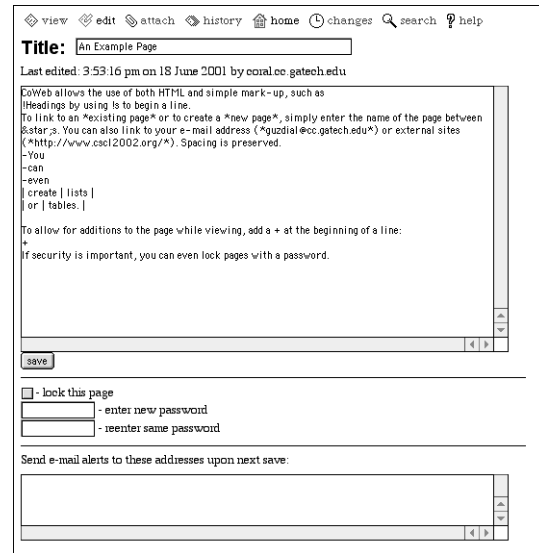 view edit attach history home changes search ? help
Title: An Example Page
Last edited: 3:53:16 pm on 18 June 2001 by coral.cc.gatech.edu
CoWeb allows the use of both HTML and simple mark-up, such as
!Headings by using !s to begin a line.
To link to an *existing page* or to create a *new page*, simply enter the name of the page between
&star;s. You can also link to your e-mail address (*guzdial@cc.gatech.edu*) or external sites
(*http://www.cscl2002.org/*). Spacing is preserved.
-You
-can
-even
| create | lists |
| or | tables. |
To allow for additions to the page while viewing, add a + at the beginning of a line:
+
If security is important, you can even lock pages with a password.
save
- lock this page
- enter new password
- reenter same password
Send e-mail alerts to these addresses upon next save: